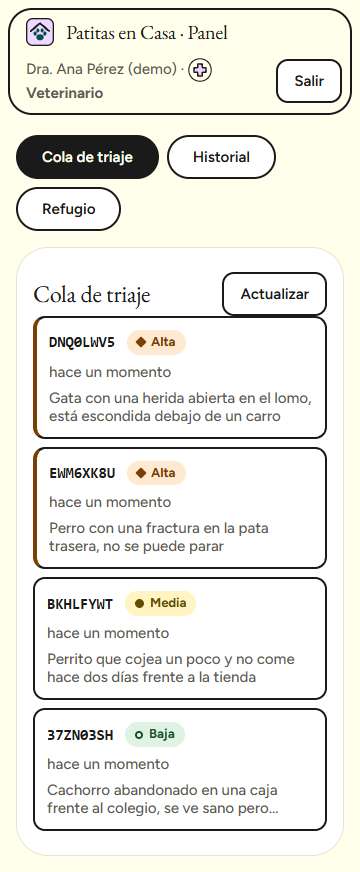 Patitas en Casa · Panel
Dra. Ana Pérez (demo) ·
Veterinario
Salir
Cola de triaje
Historial
Refugio
Cola de triaje
Actualizar
DNQ0LWV5 Alta
hace un momento
Gata con una herida abierta en el lomo,
está escondida debajo de un carro
EWM6XK8U Alta
hace un momento
Perro con una fractura en la pata
trasera, no se puede parar
BKHLFYWT Media
hace un momento
Perrito que cojea un poco y no come
hace dos días frente a la tienda
37ZN03SH Baja
hace un momento
Cachorro abandonado en una caja
frente al colegio, se ve sano pero...